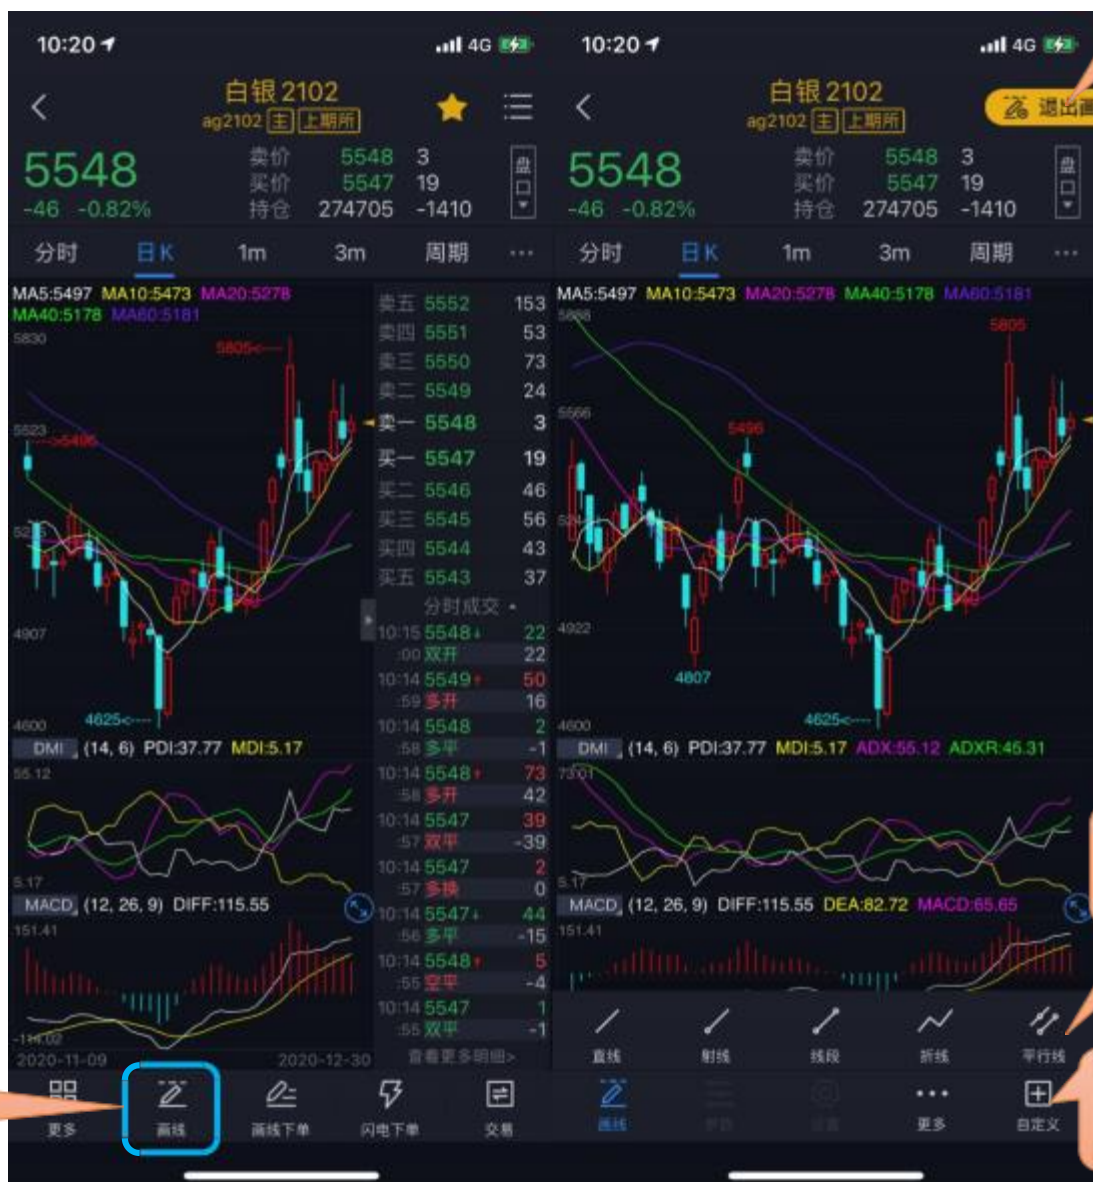 10:20
4G
白银2102
ag2102 主 上期所
5548
-46 -0.82%
卖价 5548 3
买价 5547 19
持仓 274705 -1410
盘口
分时 日K 1m 3m 周期
MA5:5497 MA10:5473 MA20:5278
MA40:5178 MA60:5181
5830
5805
5523
5496
4907
4625
4600
卖五 5552 153
卖四 5551 53
卖三 5550 73
卖二 5549 24
卖一 5548 3
买一 5547 19
买二 5546 46
买三 5545 56
买四 5544 43
买五 5543 37
分时成交
10:15 5548 22
:00 双开 22
10:14 5549 50
:59 多开 16
10:14 5548 2
:58 多平 -1
10:14 5548 73
:58 多开 42
10:14 5547 39
:57 双平 -39
10:14 5547 2
:57 多换 0
10:14 5547 44
:56 多平 -15
10:14 5548 5
:55 空平 -4
10:14 5547 1
:55 双平 -1
查看更多明细>
DMI (14, 6) PDI:37.77 MDI:5.17
55.12
5.17
MACD (12, 26, 9) DIFF:115.55
151.41
-114.02
2020-11-09 2020-12-30
更多 画线 画线下单 闪电下单 交易
10:20
4G
白银2102
ag2102 主 上期所
退出画
5548
-46 -0.82%
卖价 5548 3
买价 5547 19
持仓 274705 -1410
盘口
分时 日K 1m 3m 周期
MA5:5497 MA10:5473 MA20:5278 MA40:5178 MA60:5181
5888
5805
5566
5496
4922
4807
4625
4600
DMI (14, 6) PDI:37.77 MDI:5.17 ADX:55.12 ADXR:45.31
73.01
5.17
MACD (12, 26, 9) DIFF:115.55 DEA:82.72 MACD:65.65
151.41
直线 射线 线段 折线 平行线
画线 更多 自定义